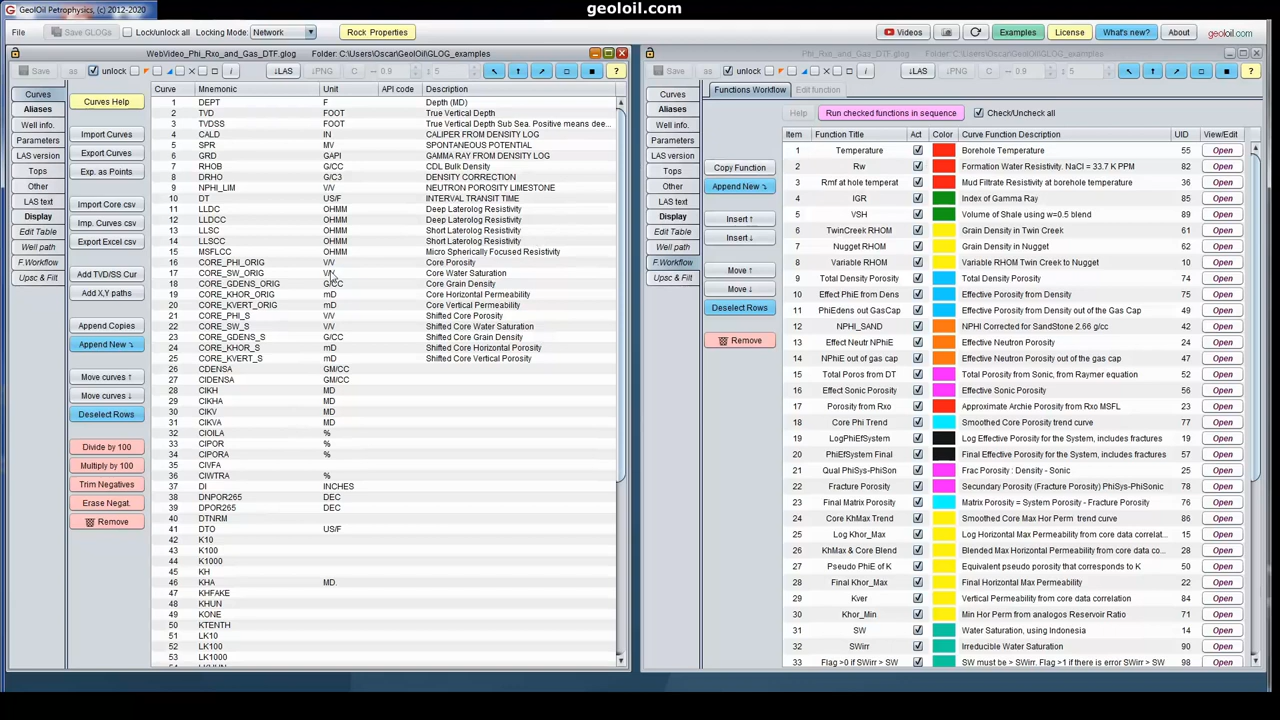 GeolOil Petrophysics, (c) 2012-2020
geoloil.com
File Save GLOGs Lock/unlock all Locking Mode: Network Rock Properties Videos Examples License What's new? About geoloil.com
WebVideo_Phi_Rxo_and_Gas_DTF.glog Folder: C:\Users\Oscar\GeolOil\GLOG_examples
Save as unlock i ↓LAS ↓PNG C -- 0.9 ↕ 5 ?
Curves
Aliases
Well info.
Parameters
LAS version
Tops
Other
LAS text
Display
Edit Table
Well path
F.Workflow
Upsc & Filt
Curves Help
Import Curves
Export Curves
Exp. as Points
Import Core csv
Imp. Curves csv
Export Excel csv
Add TVD/SS Cur
Add X,Y paths
Append Copies
Append New
Move curves ↑
Move curves ↓
Deselect Rows
Divide by 100
Multiply by 100
Trim Negatives
Erase Negat.
Remove
Curve Mnemonic Unit API code Description
1 DEPT F Depth (MD)
2 TVD FOOT True Vertical Depth
3 TVDSS FOOT True Vertical Depth Sub Sea. Positive means dee...
4 CALD IN CALIPER FROM DENSITY LOG
5 SPR MV SPONTANEOUS POTENTIAL
6 GRD GAPI GAMMA RAY FROM DENSITY LOG
7 RHOB G/CC CDL Bulk Density
8 DRHO G/C3 DENSITY CORRECTION
9 NPHI_LIM V/V NEUTRON POROSITY LIMESTONE
10 DT US/F INTERVAL TRANSIT TIME
11 LLDC OHMM Deep Laterolog Resistivity
12 LLDCC OHMM Deep Laterolog Resistivity
13 LLSC OHMM Short Laterolog Resistivity
14 LLSCC OHMM Short Laterolog Resistivity
15 MSFLCC OHMM Micro Spherically Focused Resistivity
16 CORE_PHI_ORIG V/V Core Porosity
17 CORE_SW_ORIG V/V Core Water Saturation
18 CORE_GDENS_ORIG G/CC Core Grain Density
19 CORE_KHOR_ORIG mD Core Horizontal Permeability
20 CORE_KVERT_ORIG mD Core Vertical Permeability
21 CORE_PHI_S V/V Shifted Core Porosity
22 CORE_SW_S V/V Shifted Core Water Saturation
23 CORE_GDENS_S G/CC Shifted Core Grain Density
24 CORE_KHOR_S mD Shifted Core Horizontal Porosity
25 CORE_KVERT_S mD Shifted Core Vertical Porosity
26 CDENSA GM/CC
27 CIDENSA GM/CC
28 CIKH MD
29 CIKHA MD
30 CIKV MD
31 CIKVA MD
32 CIOILA %
33 CIPOR %
34 CIPORA %
35 CIVFA
36 CIWTRA %
37 DI INCHES
38 DNPOR265 DEC
39 DPOR265 DEC
40 DTNRM
41 DTO US/F
42 K10
43 K100
44 K1000
45 KH
46 KHA MD.
47 KHFAKE
48 KHUN
49 KONE
50 KTENTH
51 LK10
52 LK100
53 LK1000
Phi_Rxo_and_Gas_DTF.glog Folder: C:\Users\Oscar\GeolOil\GLOG_examples
Save as unlock i ↓LAS ↓PNG C -- 0.9 ↕ 5 ?
Curves
Aliases
Well info.
Parameters
LAS version
Tops
Other
LAS text
Display
Edit Table
Well path
F.Workflow
Upsc & Filt
Functions Workflow Edit function
Help Run checked functions in sequence Check/Uncheck all
Copy Function
Append New
Insert ↑
Insert ↓
Move ↑
Move ↓
Deselect Rows
Remove
Item Function Title Act Color Curve Function Description UID View/Edit
1 Temperature Borehole Temperature 55 Open
2 Rw Formation Water Resistivity. NaCl = 33.7 K PPM 82 Open
3 Rmf at hole temperat Mud Filtrate Resistivity at borehole temperature 36 Open
4 IGR Index of Gamma Ray 85 Open
5 VSH Volume of Shale using w=0.5 blend 89 Open
6 TwinCreek RHOM Grain Density in Twin Creek 6 Open
7 Nugget RHOM Grain Density in Nugget 32 Open
8 Variable RHOM Variable RHOM Twin Creek to Nugget 10 Open
9 Total Density Porosity Total Density Porosity 74 Open
10 Effect PhiE from Dens Effective Porosity from Density 75 Open
11 PhiEdens out GasCap Effective Porosity from Density out of the Gas Cap 41 Open
12 NPHI_SAND NPHI Corrected for SandStone 2.66 g/cc 42 Open
13 Effect Neutr NPhiE Effective Neutron Porosity 24 Open
14 NPhiE out of gas cap Effective Neutron Porosity out of the gas cap 47 Open
15 Total Poros from DT Total Porosity from Sonic, from Raymer equation 72 Open
16 Effect Sonic Porosity Effective Sonic Porosity 56 Open
17 Porosity from Rxo Approximate Archie Porosity from Rxo MSFL 23 Open
18 Core Phi Trend Smoothed Core Porosity trend curve 77 Open
19 LogPhiEfSystem Log Effective Porosity for the System, includes fractures 19 Open
20 PhiEfSystem Final Final Effective Porosity for the System, includes fractures 57 Open
21 Qual PhiSys-PhiSon Frac Porosity : Density - Sonic 25 Open
22 Fracture Porosity Secundary Porosity (Fracture Porosity) PhiSys-PhiSonic 78 Open
23 Final Matrix Porosity Matrix Porosity = System Porosity - Fracture Porosity 76 Open
24 Core KhMax Trend Smoothed Core Max Hor Perm trend curve 86 Open
25 Log Khor_Max Log Horizontal Max Permeability from core data correlat... 15 Open
26 KhMax & Core Blend Blended Max Horizontal Permeability from core data co... 28 Open
27 Pseudo PhiE of K Equivalent pseudo porosity that corresponds to K 60 Open
28 Final Khor_Max Final Horizontal Max Permeability 22 Open
29 Kver Vertical Permeability from core data correlation 84 Open
30 Khor_Min Min Hor Perm from analogos Reservoir Ratio 71 Open
31 SW Water Saturation, using Indonesia 14 Open
32 SWirr Irreducible Water Saturation 90 Open
33 Flag >0 if SWirr > SW SW must be > SWirr. Flag >1 if there is error SWirr > SW 98 Open